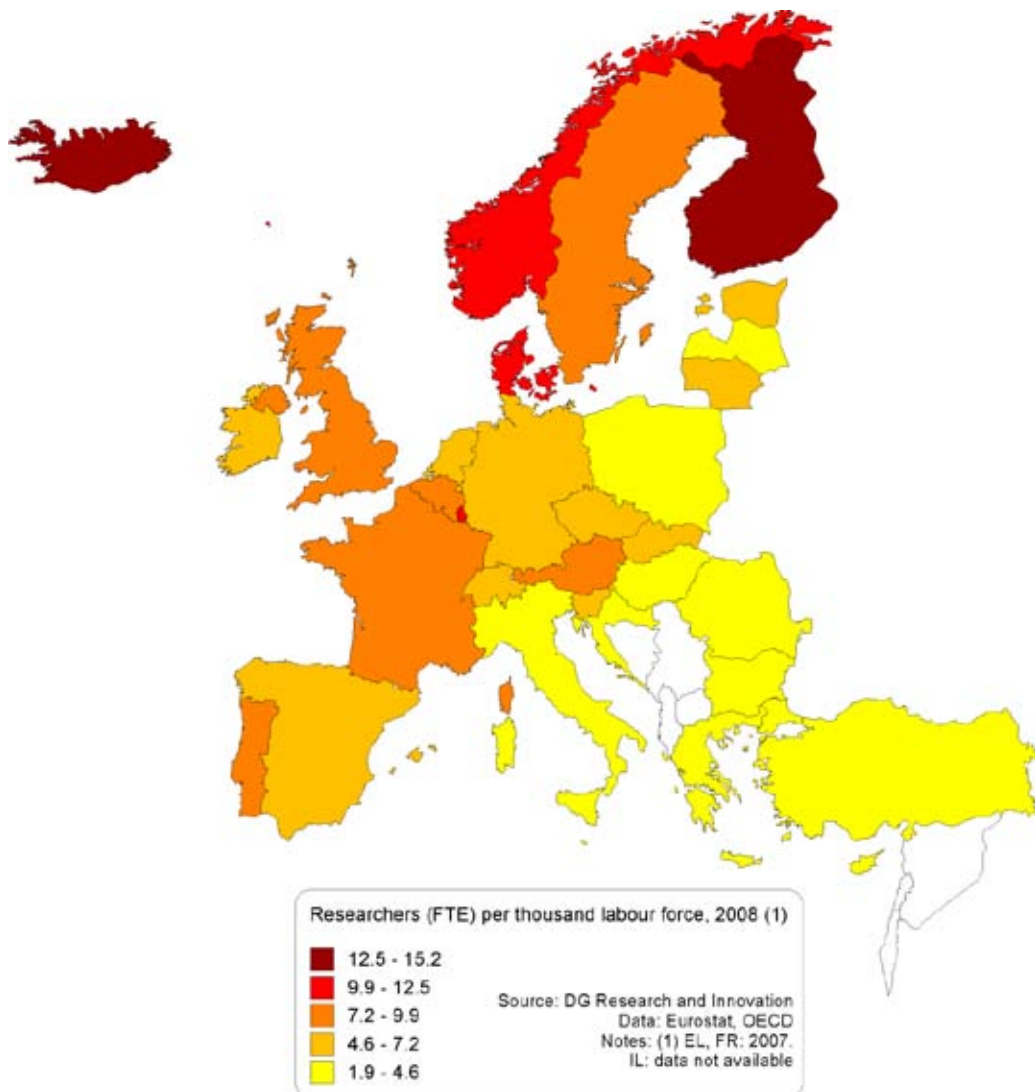 Researchers (FTE) per thousand labour force, 2008 (1)
12.5 - 15.2
9.9 - 12.5
7.2 - 9.9
4.6 - 7.2
1.9 - 4.6
Source: DG Research and Innovation
Data: Eurostat, OECD
Notes: (1) EL, FR: 2007.
IL: data not available